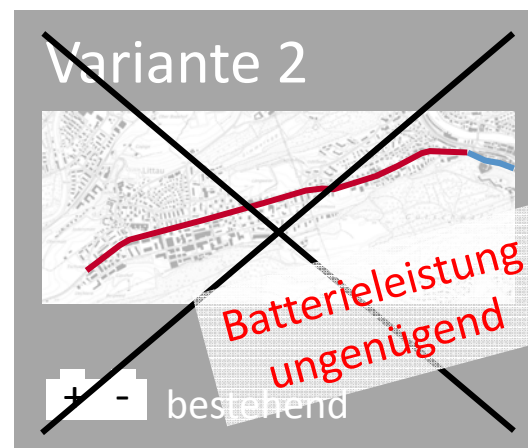 Variante 2
Batterieleistung
ungenügend
+ -
bestehend